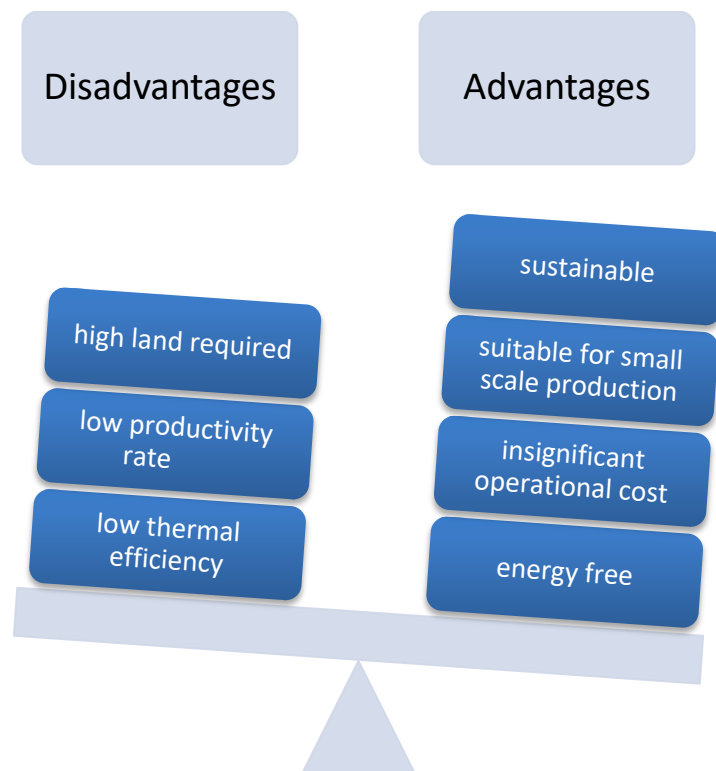 Disadvantages
Advantages
high land required
low productivity
rate
low thermal
efficiency
sustainable
suitable for small
scale production
insignificant
operational cost
energy free